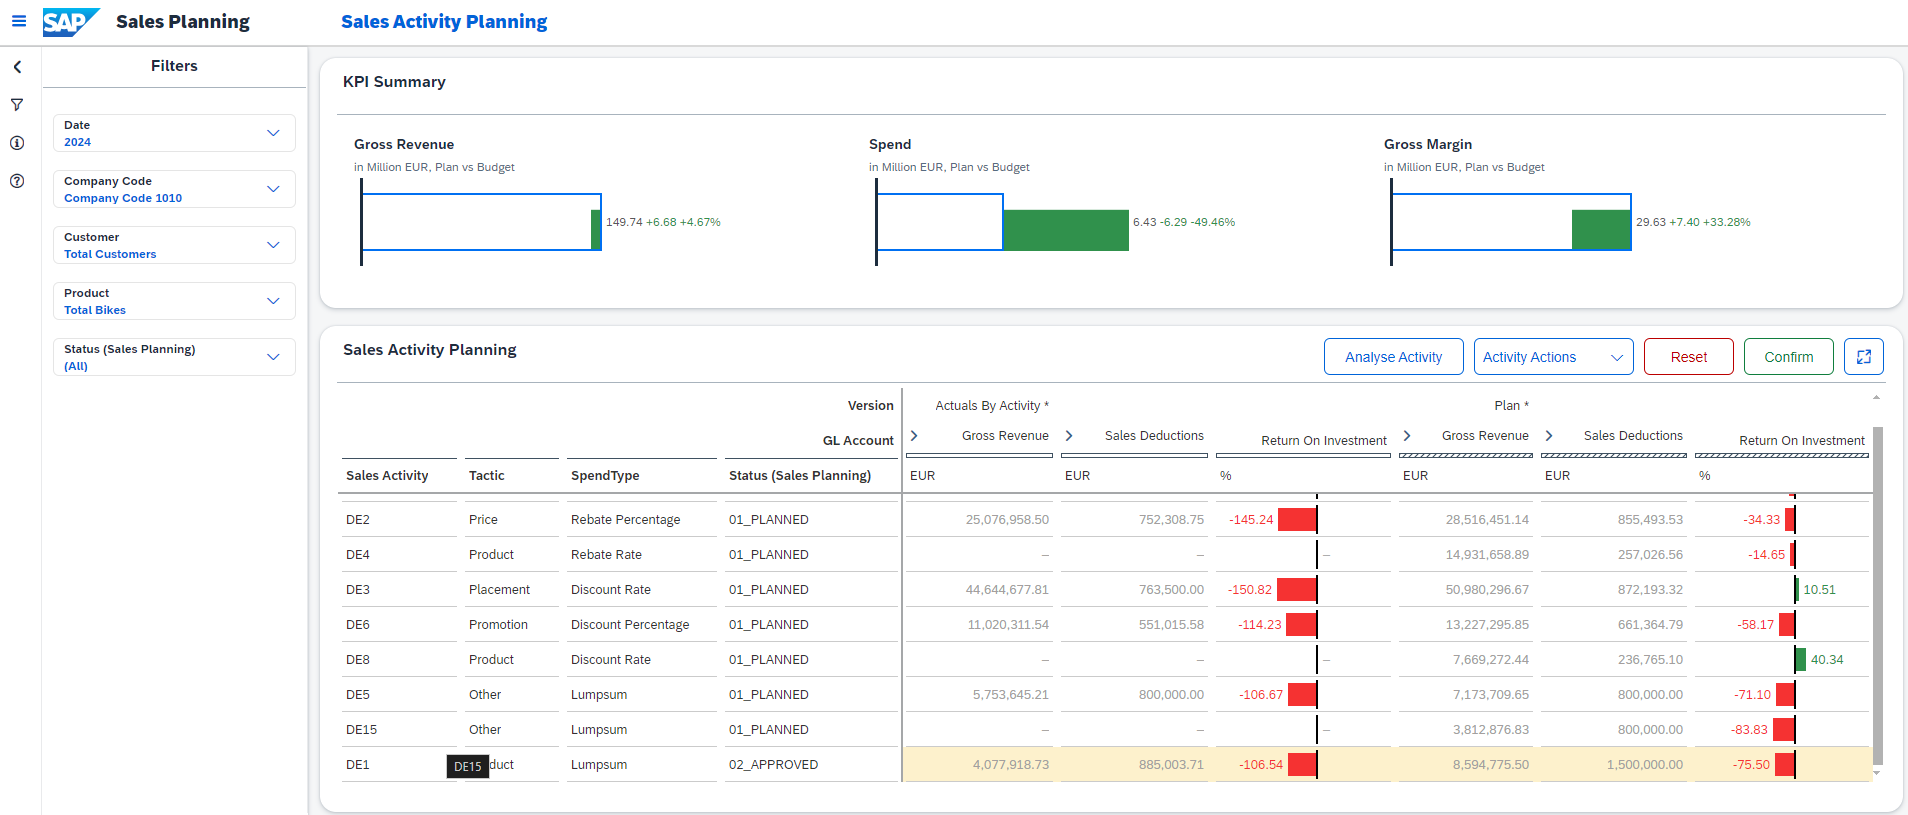 SAP Sales Planning Sales Activity Planning
Filters
Date
2024
Company Code
Company Code 1010
Customer
Total Customers
Product
Total Bikes
Status (Sales Planning)
(All)
KPI Summary
Gross Revenue
in Million EUR, Plan vs Budget
149.74 +6.68 +4.67%
Spend
in Million EUR, Plan vs Budget
6.43 -6.29 -49.46%
Gross Margin
in Million EUR, Plan vs Budget
29.63 +7.40 +33.28%
Sales Activity Planning
Analyse Activity Activity Actions Reset Confirm
Version Actuals By Activity * Plan *
GL Account Gross Revenue Sales Deductions Return On Investment Gross Revenue Sales Deductions Return On Investment
Sales Activity Tactic SpendType Status (Sales Planning) EUR EUR % EUR EUR %
DE2 Price Rebate Percentage 01_PLANNED 25,076,958.50 752,308.75 -145.24 28,516,451.14 855,493.53 -34.33
DE4 Product Rebate Rate 01_PLANNED – – – 14,931,658.89 257,026.56 -14.65
DE3 Placement Discount Rate 01_PLANNED 44,644,677.81 763,500.00 -150.82 50,980,296.67 872,193.32 10.51
DE6 Promotion Discount Percentage 01_PLANNED 11,020,311.54 551,015.58 -114.23 13,227,295.85 661,364.79 -58.17
DE8 Product Discount Rate 01_PLANNED – – – 7,669,272.44 236,765.10 40.34
DE5 Other Lumpsum 01_PLANNED 5,753,645.21 800,000.00 -106.67 7,173,709.65 800,000.00 -71.10
DE15 Other Lumpsum 01_PLANNED – – – 3,812,876.83 800,000.00 -83.83
DE1 DE15 duct Lumpsum 02_APPROVED 4,077,918.73 885,003.71 -106.54 8,594,775.50 1,500,000.00 -75.50